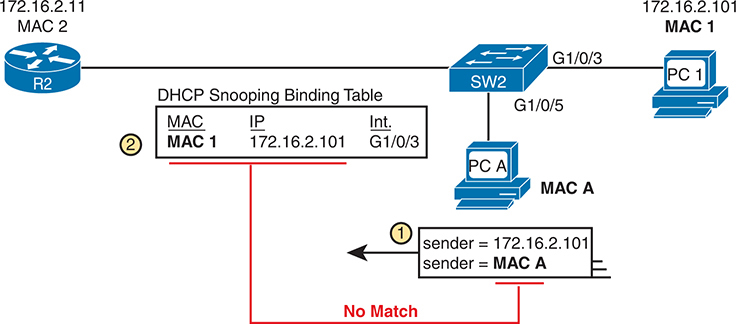 172.16.2.11
MAC 2
R2
SW2
G1/0/3
G1/0/5
172.16.2.101
MAC 1
PC 1
DHCP Snooping Binding Table
MAC IP Int.
MAC 1 172.16.2.101 G1/0/3
2
PC A
MAC A
1
sender = 172.16.2.101
sender = MAC A
No Match